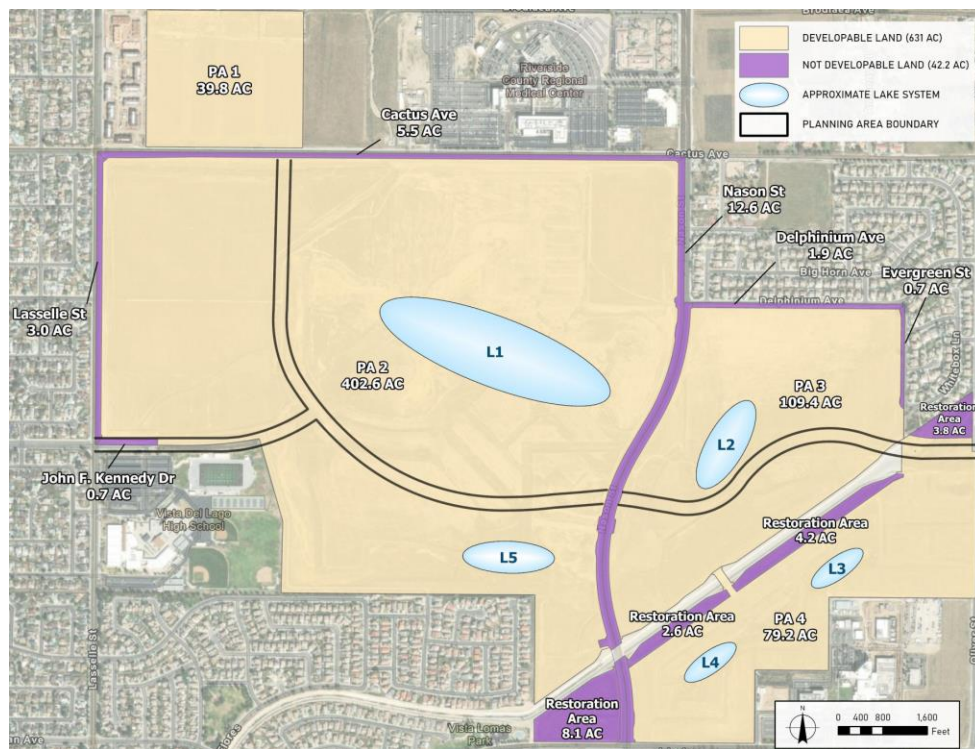 Brodiaea Ave
DEVELOPABLE LAND (631 AC)
NOT DEVELOPABLE LAND (42.2 AC)
APPROXIMATE LAKE SYSTEM
PLANNING AREA BOUNDARY
PA 1
39.8 AC
Riverside
County Regional
Medical Center
Cactus Ave
5.5 AC
Cactus Ave
Nason St
12.6 AC
Delphinium Ave
1.9 AC
Big Horn Ave
Evergreen St
0.7 AC
Delphinium Ave
Lasselle St
3.0 AC
L1
PA 2
402.6 AC
Whitebox Ln
PA 3
109.4 AC
Restoration
Area
3.8 AC
L2
John F. Kennedy Dr
0.7 AC
Vista Del Lago
High School
Restoration Area
4.2 AC
L5
L3
Restoration Area
2.6 AC
PA 4
79.2 AC
L4
Lasselle St
Restoration
Area
8.1 AC
Vista Lomas
Park
N
0 400 800 1,600
Feet